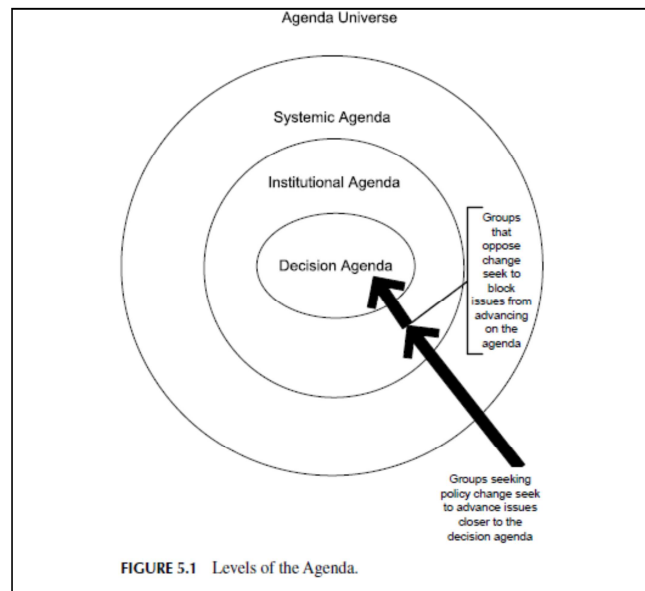 Agenda Universe
Systemic Agenda
Institutional Agenda
Decision Agenda
Groups
that
oppose
change
seek to
block
issues from
advancing
on the
agenda
Groups seeking
policy change seek
to advance issues
closer to the
decision agenda
FIGURE 5.1 Levels of the Agenda.